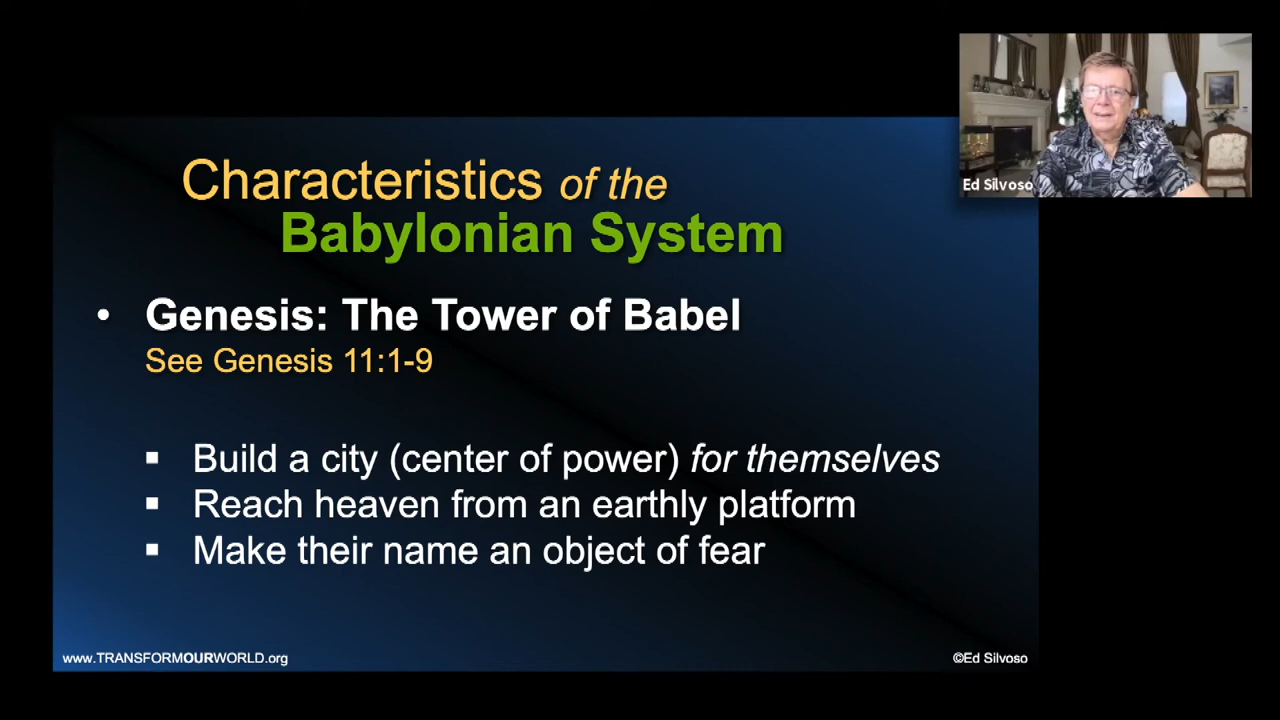 Characteristics of the
Babylonian System
• Genesis: The Tower of Babel
See Genesis 11:1-9
▪ Build a city (center of power) for themselves
▪ Reach heaven from an earthly platform
▪ Make their name an object of fear
www.TRANSFORMOURWORLD.org
©Ed Silvoso
Ed Silvoso